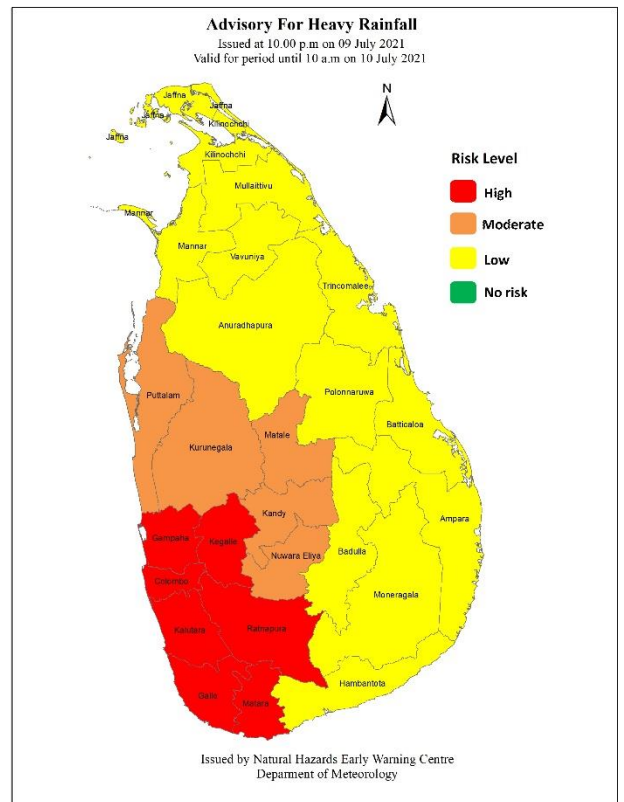 Advisory For Heavy Rainfall
Issued at 10.00 p.m on 09 July 2021
Valid for period until 10 a.m on 10 July 2021
N
Jaffna
Jaffna
Jaffna
Kilinochchi
Jaffna
Kilinochchi
Risk Level
High
Mullaittivu
Mannar
Moderate
Mannar
Vavuniya
Low
Trincomalee
No risk
Anuradhapura
Polonnaruwa
Puttalam
Batticaloa
Kurunegala
Matale
Kandy
Ampara
Gampaha
Kegalle
Nuwara Eliya
Badulla
Colombo
Moneragala
Kalutara
Ratnapura
Hambantota
Galle
Matara
Issued by Natural Hazards Early Warning Centre
Deparment of Meteorology